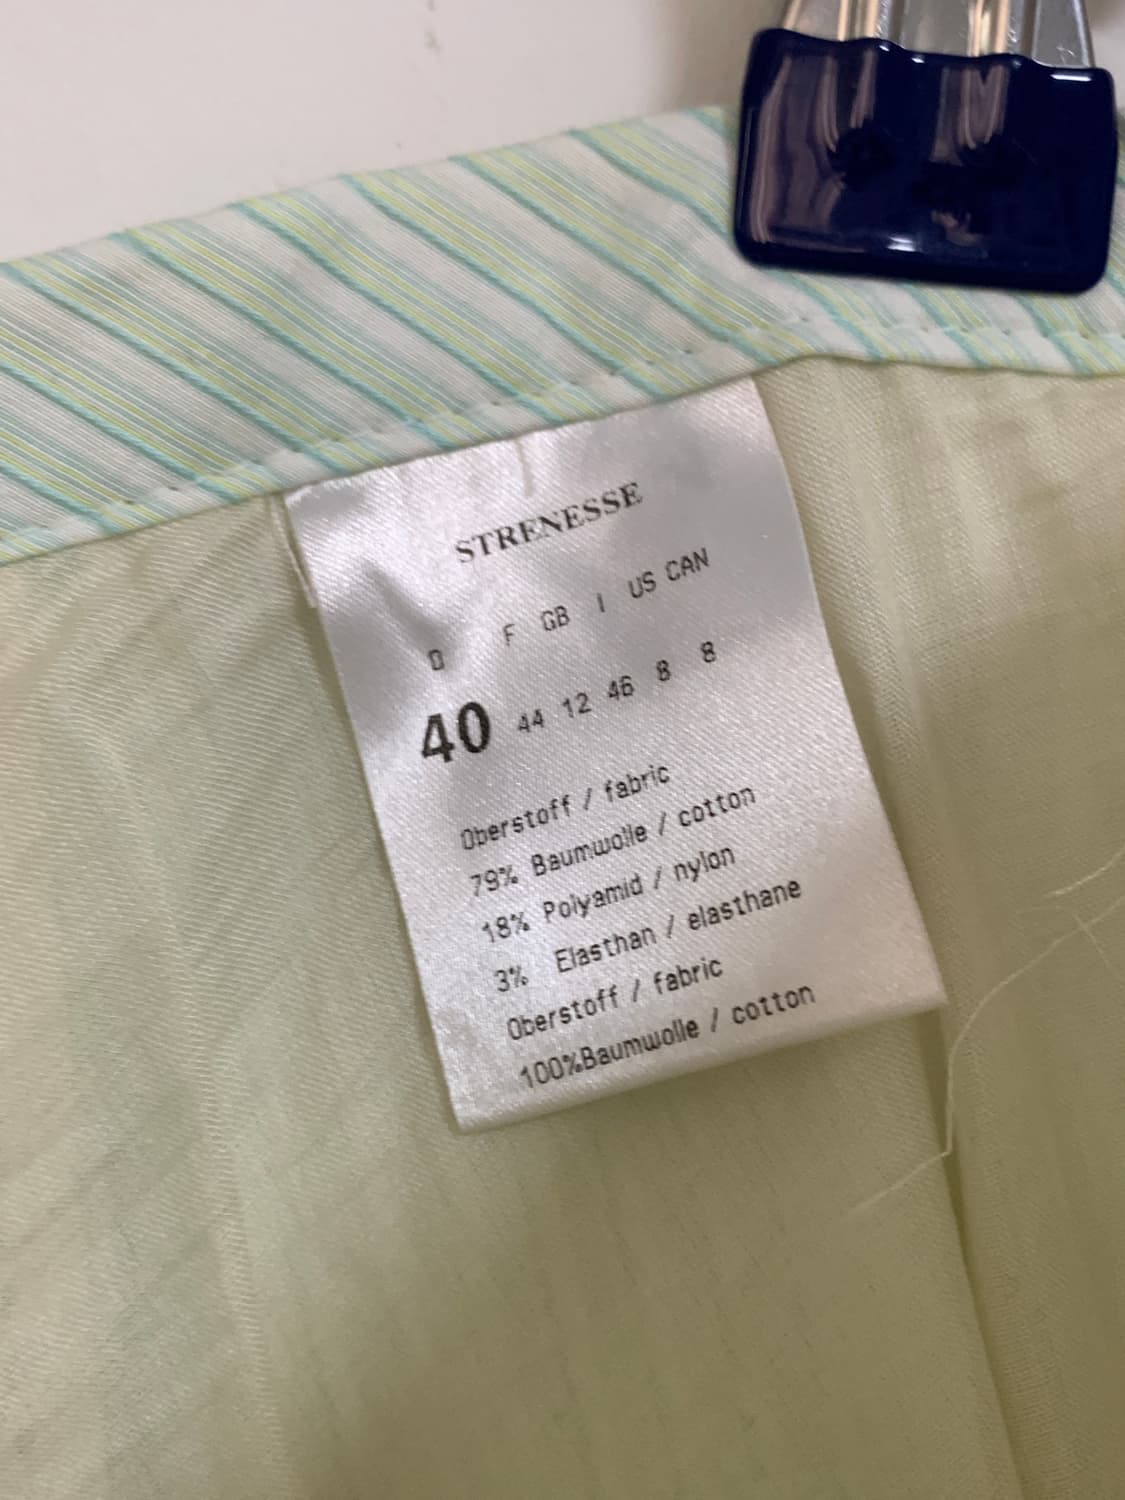 STRENESSE
D F GB I US CAN
40 44 12 46 8 8
Oberstoff / fabric
79% Baumwolle / cotton
18% Polyamid / nylon
3% Elasthan / elasthane
Oberstoff / fabric
100%Baumwolle / cotton